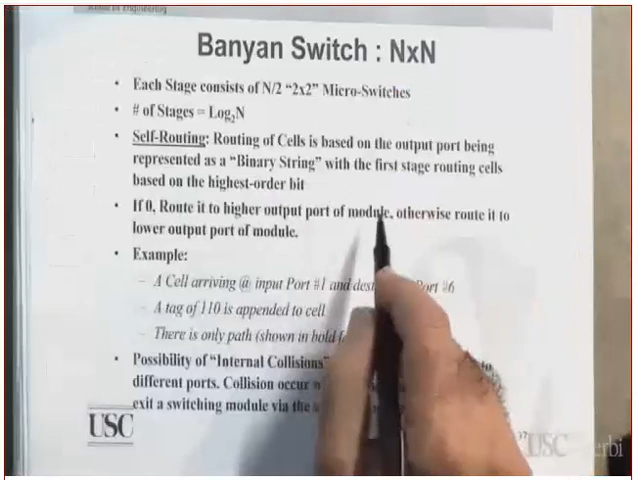 School of Engineering
Banyan Switch : NxN
• Each Stage consists of N/2 "2x2" Micro-Switches
• # of Stages = Log2N
• Self-Routing: Routing of Cells is based on the output port being
represented as a "Binary String" with the first stage routing cells
based on the highest-order bit
• If 0, Route it to higher output port of module, otherwise route it to
lower output port of module.
• Example:
– A Cell arriving @ input Port #1 and Port #6
– A tag of 110 is appended to cell
– There is only path (shown in bold
• Possibility of "Internal Collisions" to
different ports. Collision occur
exit a switching module via the
USC
37
USC